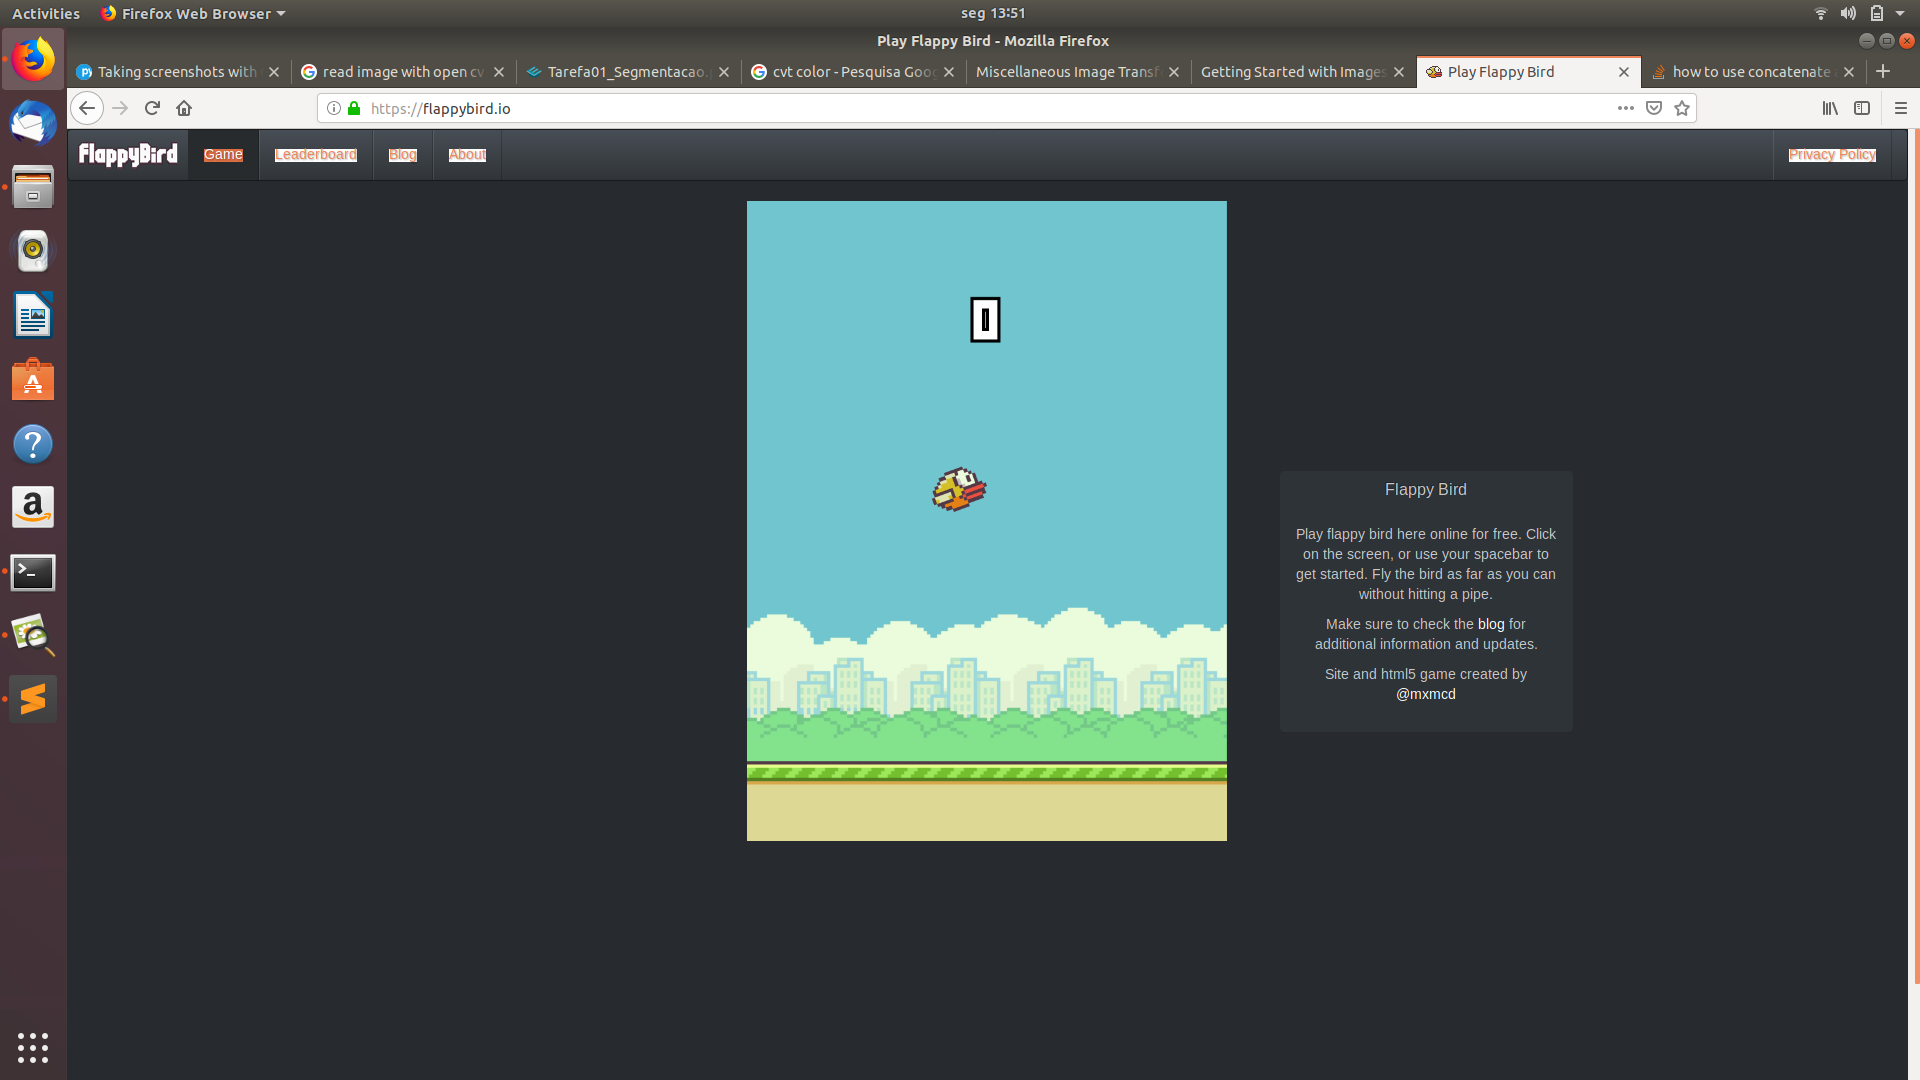 Activities
Firefox Web Browser
seg 13:51
Play Flappy Bird - Mozilla Firefox
Taking screenshots with
read image with open cv
Tarefa01_Segmentacao.
cvt color - Pesquisa Goog
Miscellaneous Image Transf
Getting Started with Images
Play Flappy Bird
how to use concatenate
https://flappybird.io
FlappyBird
Game
Leaderboard
Blog
About
Privacy Policy
0
Flappy Bird
Play flappy bird here online for free. Click
on the screen, or use your spacebar to
get started. Fly the bird as far as you can
without hitting a pipe.
Make sure to check the blog for
additional information and updates.
Site and html5 game created by
@mxmcd